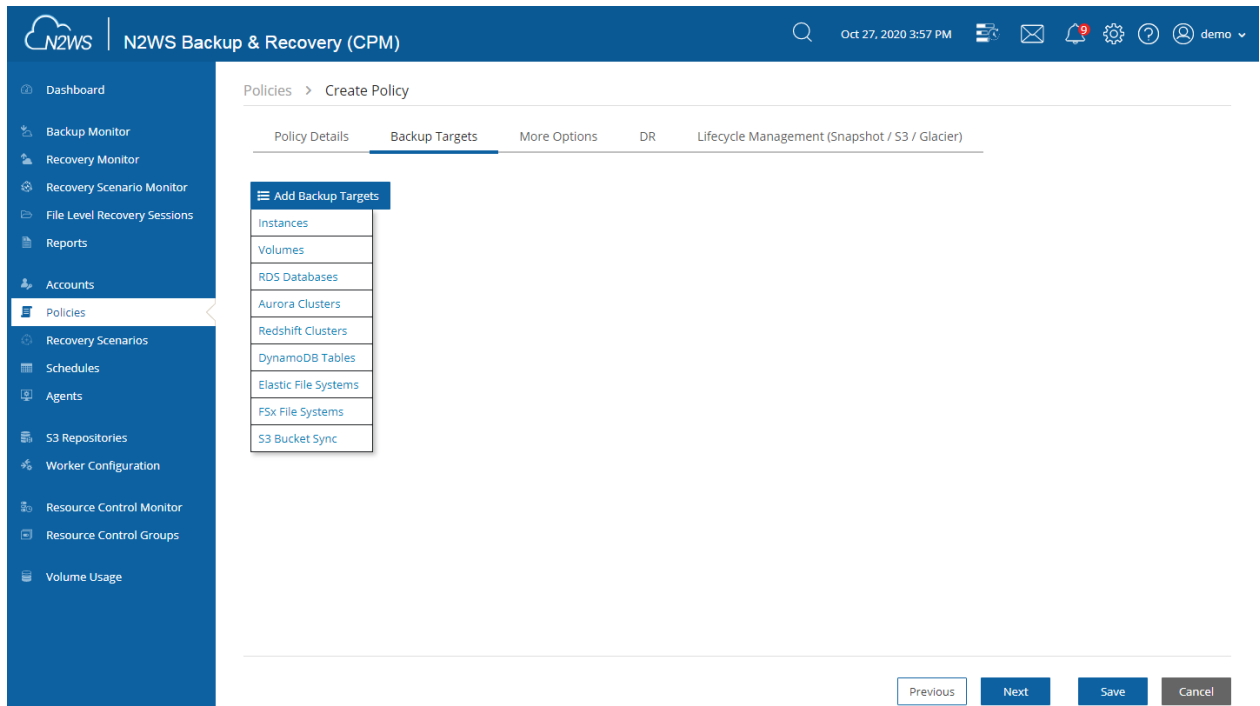 N2WS N2WS Backup & Recovery (CPM) Oct 27, 2020 3:57 PM 9 demo
Dashboard
Backup Monitor
Recovery Monitor
Recovery Scenario Monitor
File Level Recovery Sessions
Reports
Accounts
Policies
Recovery Scenarios
Schedules
Agents
S3 Repositories
Worker Configuration
Resource Control Monitor
Resource Control Groups
Volume Usage
Policies > Create Policy
Policy Details Backup Targets More Options DR Lifecycle Management (Snapshot / S3 / Glacier)
Add Backup Targets
Instances
Volumes
RDS Databases
Aurora Clusters
Redshift Clusters
DynamoDB Tables
Elastic File Systems
FSx File Systems
S3 Bucket Sync
Previous Next Save Cancel